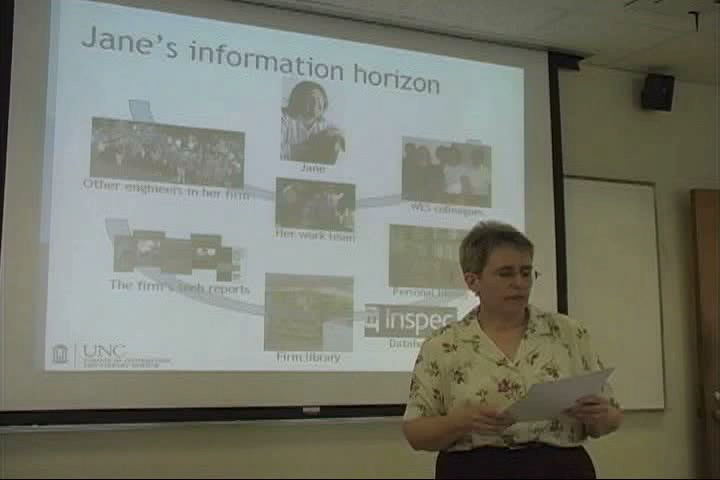 Jane's information horizon
Jane
Other engineers in her firm
WES colleagues
Her work team
The firm's tech reports
Personal
inspec
Firm library
UNC